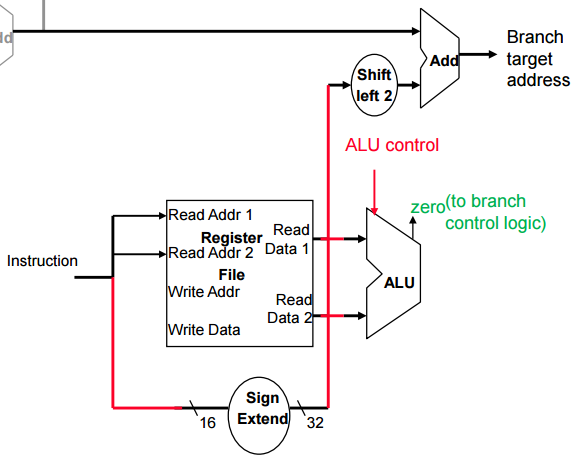 dd
Add
Branch
target
address
Shift
left 2
ALU control
Read Addr 1
Register
Read Addr 2
File
Write Addr
Write Data
Read
Data 1
Read
Data 2
Instruction
zero
(to branch
control logic)
ALU
Sign
Extend
16
32